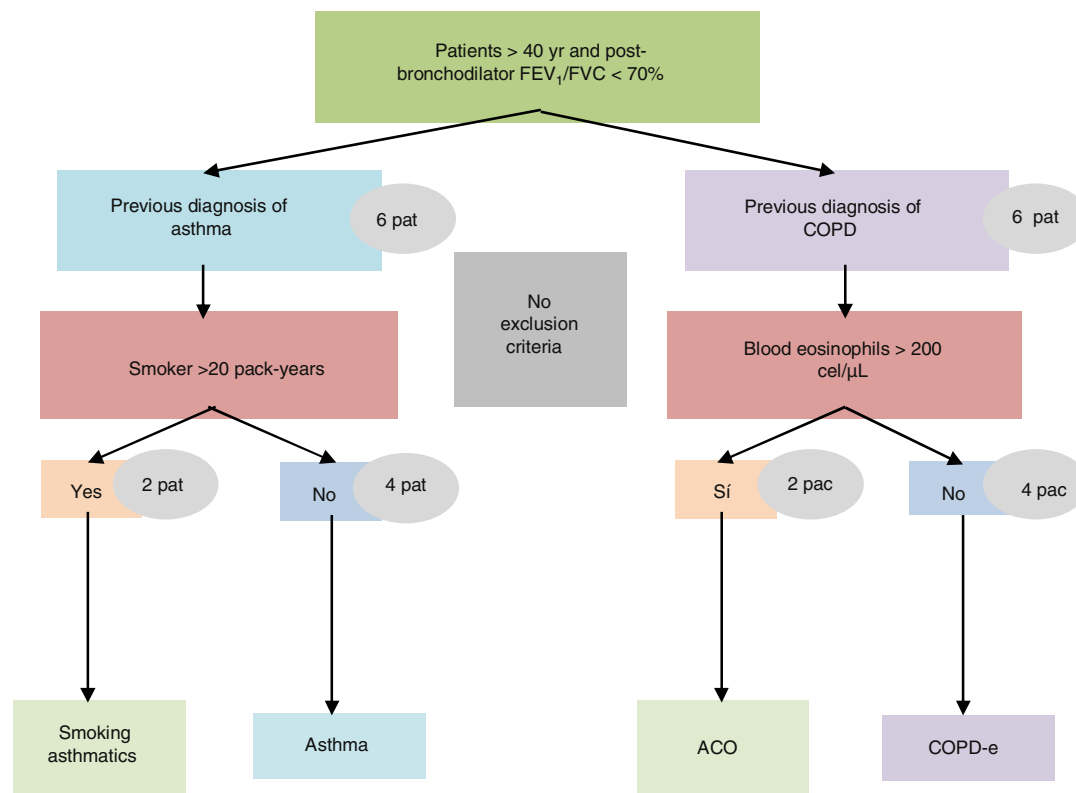 Patients > 40 yr and post-
bronchodilator FEV₁/FVC < 70%
Previous diagnosis of
asthma
6 pat
Previous diagnosis of
COPD
6 pat
No
exclusion
criteria
Smoker >20 pack-years
Blood eosinophils > 200
cel/μL
Yes
2 pat
No
4 pat
Sí
2 pac
No
4 pac
Smoking
asthmatics
Asthma
ACO
COPD-e